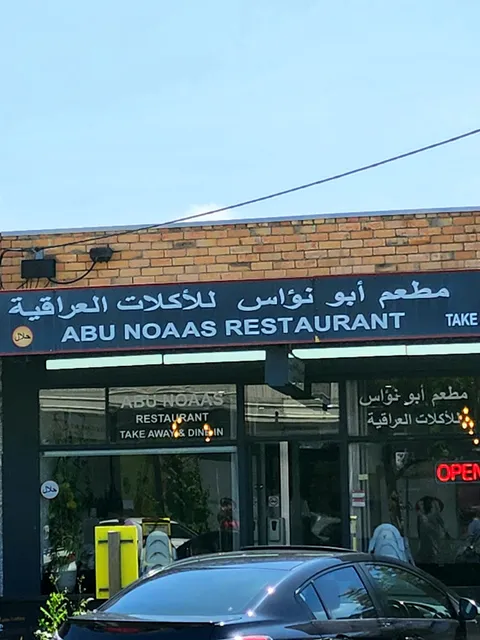 مطعم أبو نؤاس للأكلات العراقية
حلال
ABU NOAAS RESTAURANT
TAKE
ABU NOAAS
RESTAURANT
TAKE AWAY & DINE IN
مطعم أبو نؤاس
للأكلات العراقية
OPEN
حلال